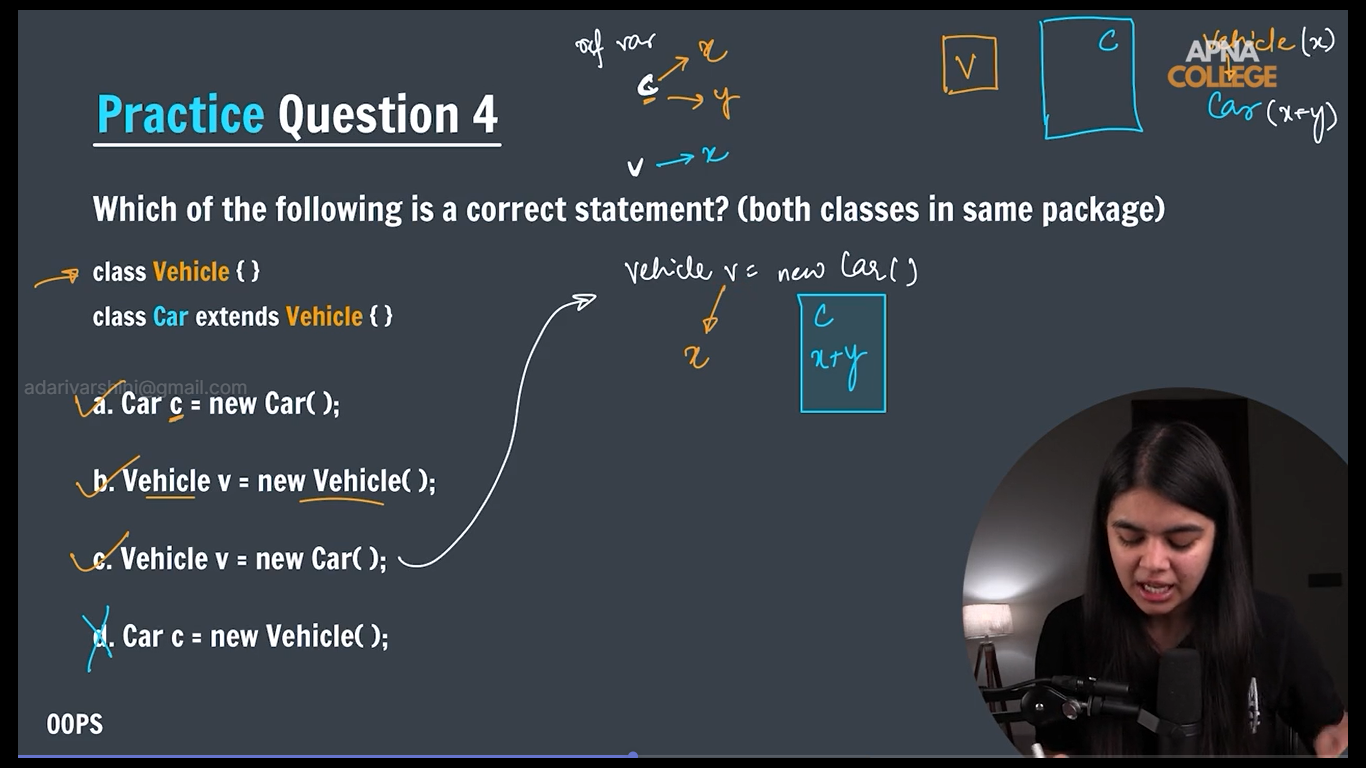 ref var
c → x
→ y
v → x
V
C
Vehicle (x)
Car (x+y)
APNA
COLLEGE
Practice Question 4
Which of the following is a correct statement? (both classes in same package)
class Vehicle { }
class Car extends Vehicle { }
Vehicle v = new Car()
x
C
x+y
adarivarshini@gmail.com
a. Car c = new Car( );
b. Vehicle v = new Vehicle( );
c. Vehicle v = new Car( );
d. Car c = new Vehicle( );
OOPS